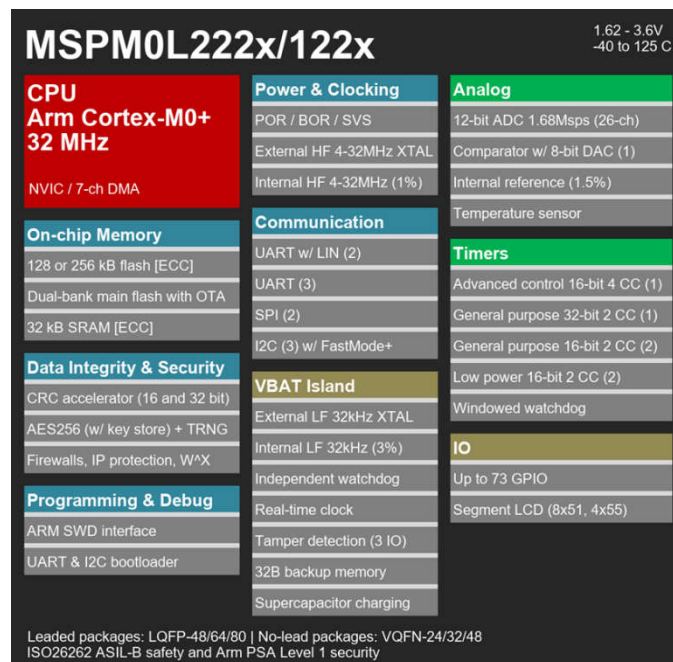 MSPM0L222x/122x
1.62 - 3.6V
-40 to 125 C
CPU
Arm Cortex-M0+
32 MHz
NVIC / 7-ch DMA
On-chip Memory
128 or 256 kB flash [ECC]
Dual-bank main flash with OTA
32 kB SRAM [ECC]
Data Integrity & Security
CRC accelerator (16 and 32 bit)
AES256 (w/ key store) + TRNG
Firewalls, IP protection, W^X
Programming & Debug
ARM SWD interface
UART & I2C bootloader
Power & Clocking
POR / BOR / SVS
External HF 4-32MHz XTAL
Internal HF 4-32MHz (1%)
Communication
UART w/ LIN (2)
UART (3)
SPI (2)
I2C (3) w/ FastMode+
VBAT Island
External LF 32kHz XTAL
Internal LF 32kHz (3%)
Independent watchdog
Real-time clock
Tamper detection (3 IO)
32B backup memory
Supercapacitor charging
Analog
12-bit ADC 1.68Msps (26-ch)
Comparator w/ 8-bit DAC (1)
Internal reference (1.5%)
Temperature sensor
Timers
Advanced control 16-bit 4 CC (1)
General purpose 32-bit 2 CC (1)
General purpose 16-bit 2 CC (2)
Low power 16-bit 2 CC (2)
Windowed watchdog
IO
Up to 73 GPIO
Segment LCD (8x51, 4x55)
Leaded packages: LQFP-48/64/80 | No-lead packages: VQFN-24/32/48
ISO26262 ASIL-B safety and Arm PSA Level 1 security